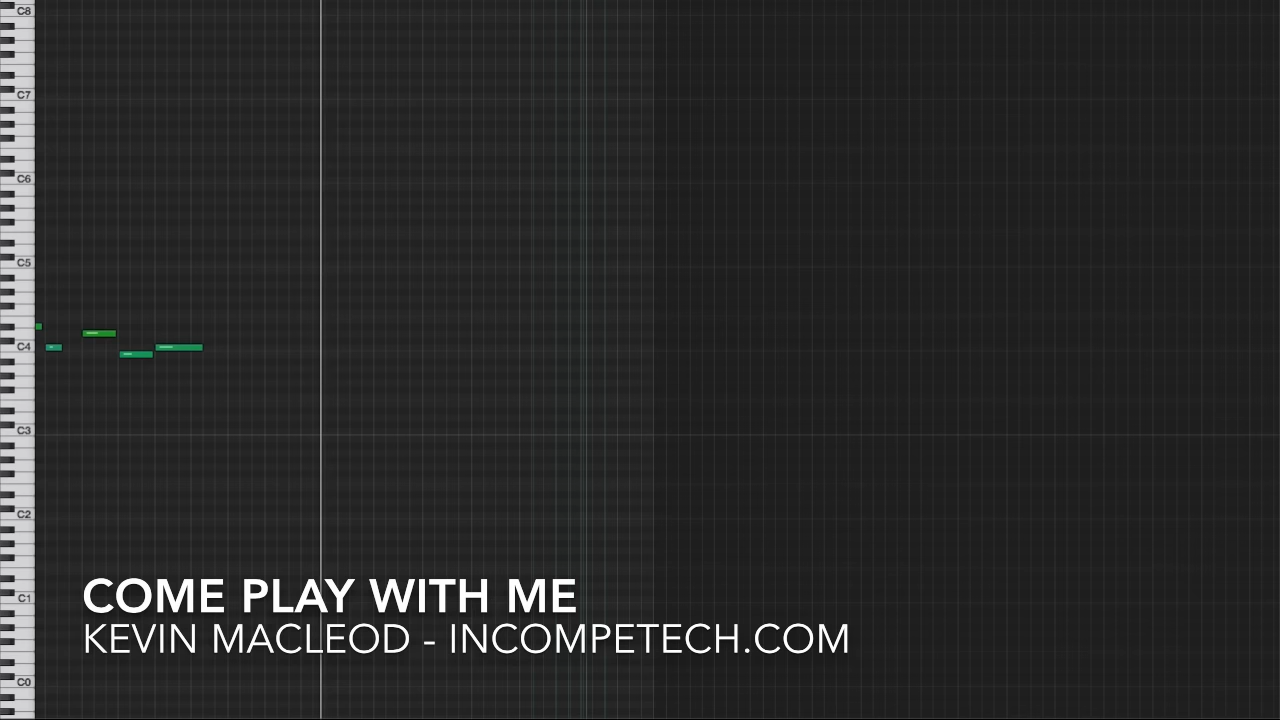 C8
C7
C6
C5
C4
C3
C2
C1
C0
COME PLAY WITH ME
KEVIN MACLEOD - INCOMPETECH.COM